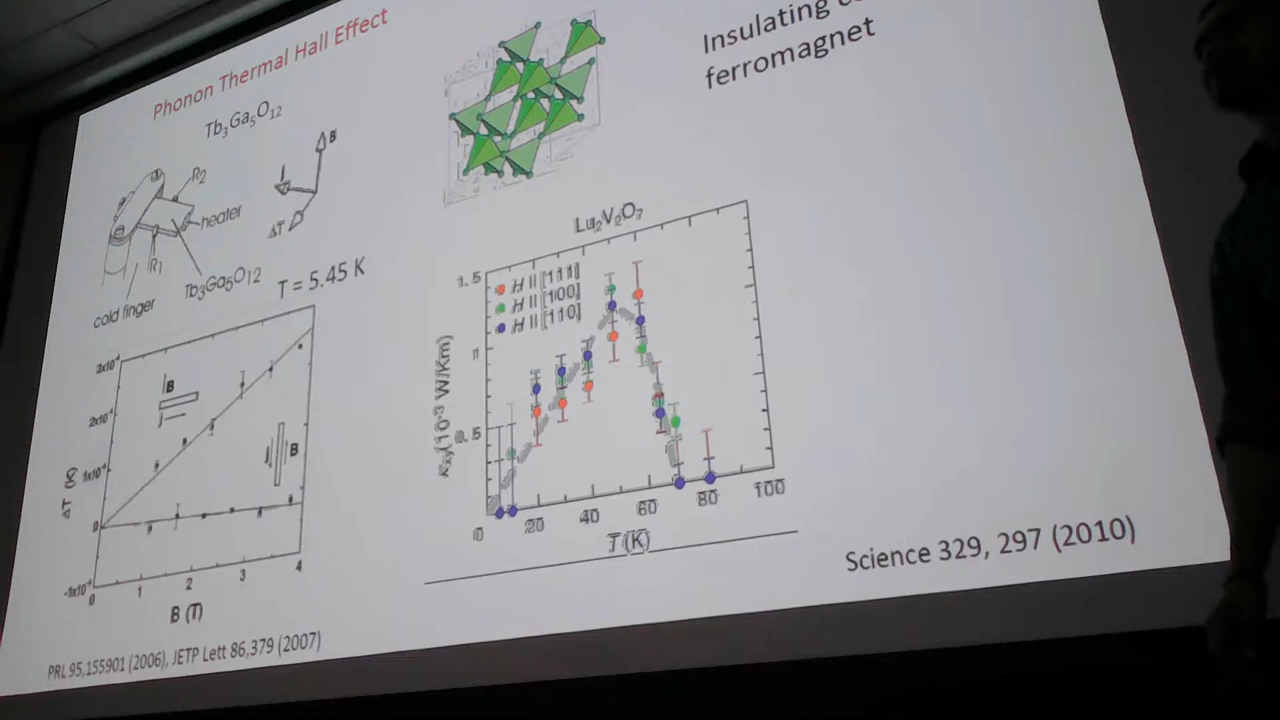 Phonon Thermal Hall Effect
Tb3Ga5O12
B
R2
heater
ΔT
R1
Tb3Ga5O12
cold finger
T = 5.45 K
3x10⁻⁴
2x10⁻⁴
1x10⁻⁴
0
-1x10⁻⁴
ΔT (K)
B
j
j
B
0 1 2 3 4
B (T)
PRL 95,155901 (2006), JETP Lett 86,379 (2007)
Insulating
ferromagnet
Lu2V2O7
1.5
1
0.5
H || [111]
H || [100]
H || [110]
κxy(10⁻³ W/Km)
0 20 40 60 80 100
T (K)
Science 329, 297 (2010)